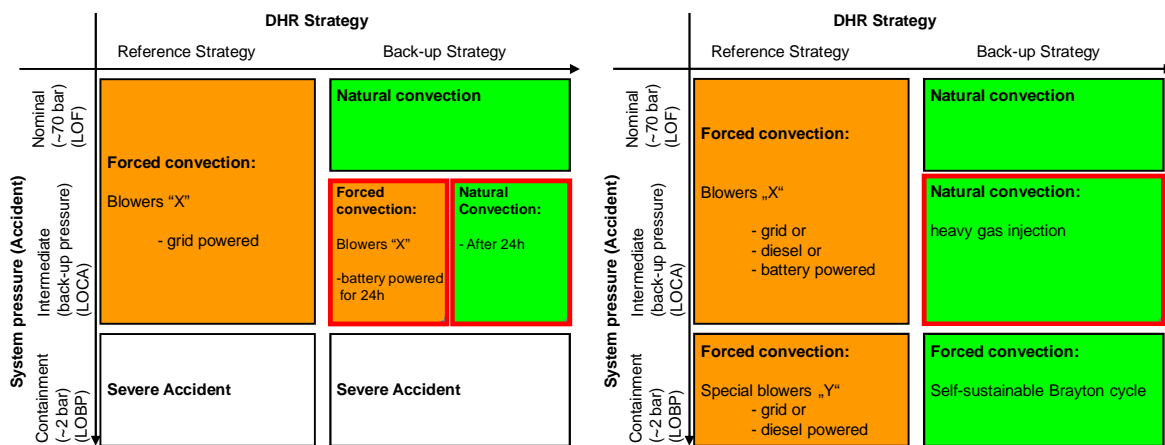 DHR Strategy
Reference Strategy
Back-up Strategy
System pressure (Accident)
Nominal
(~70 bar)
(LOF)
Intermediate
(back-up pressure)
(LOCA)
Containment
(~2 bar)
(LOBP)
Forced convection:
Blowers “X”
- grid powered
Natural convection
Forced
convection:
Blowers “X”
-battery powered
for 24h
Natural
Convection:
- After 24h
Severe Accident
Severe Accident
DHR Strategy
Reference Strategy
Back-up Strategy
System pressure (Accident)
Nominal
(~70 bar)
(LOF)
Intermediate
(back-up pressure)
(LOCA)
Containment
(~2 bar)
(LOBP)
Forced convection:
Blowers „X“
- grid or
- diesel or
- battery powered
Natural convection
Natural convection:
heavy gas injection
Forced convection:
Special blowers „Y“
- grid or
- diesel powered
Forced convection:
Self-sustainable Brayton cycle